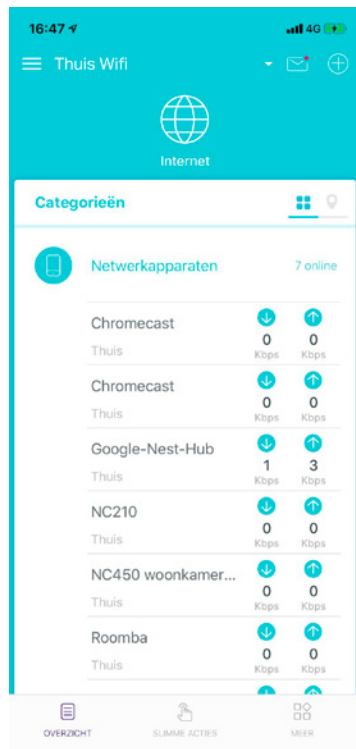 16:47 4G
Thuis Wifi
Internet
Categorieën
Netwerkapparaten 7 online
Chromecast 0 0
Thuis Kbps Kbps
Chromecast 0 0
Thuis Kbps Kbps
Google-Nest-Hub 1 3
Thuis Kbps Kbps
NC210 0 0
Thuis Kbps Kbps
NC450 woonkamer... 0 0
Thuis Kbps Kbps
Roomba 0 0
Thuis Kbps Kbps
OVERZICHT SLIMME ACTIES MEER